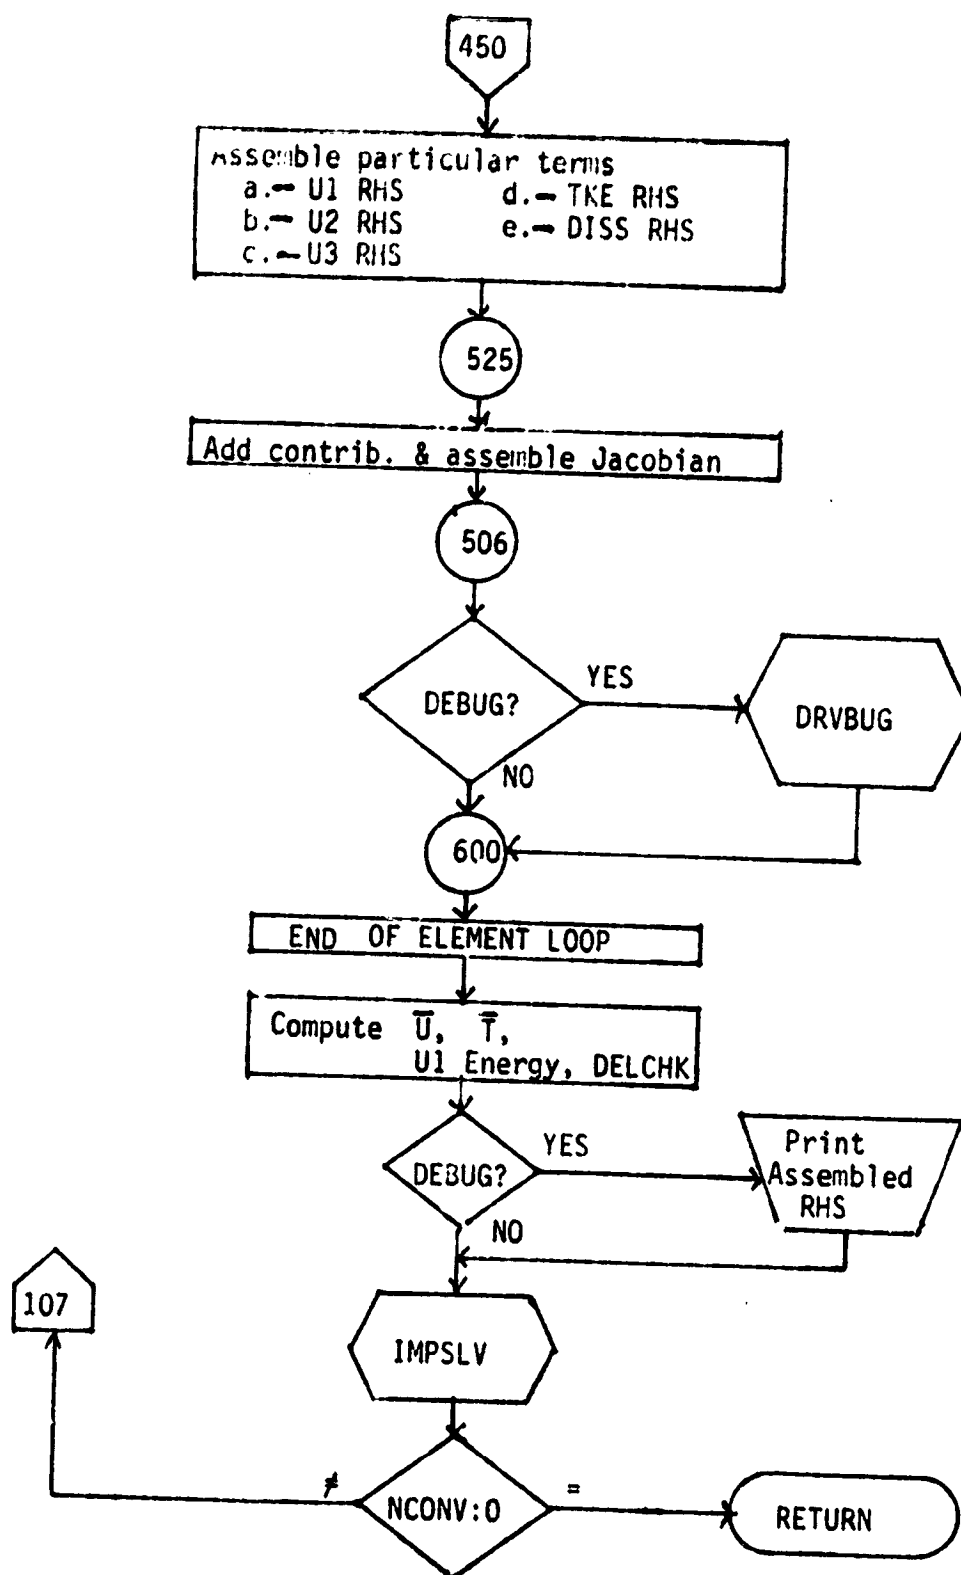 450
Assemble particular terms
a.→ U1 RHS
b.→ U2 RHS
c.→ U3 RHS
d.→ TKE RHS
e.→ DISS RHS
525
Add contrib. & assemble Jacobian
506
DEBUG?
YES
DRVBUG
NO
600
END OF ELEMENT LOOP
Compute U̅, T̅,
U1 Energy, DELCHK
DEBUG?
YES
Print
Assembled
RHS
NO
107
IMPSLV
≠
NCONV:0
=
RETURN